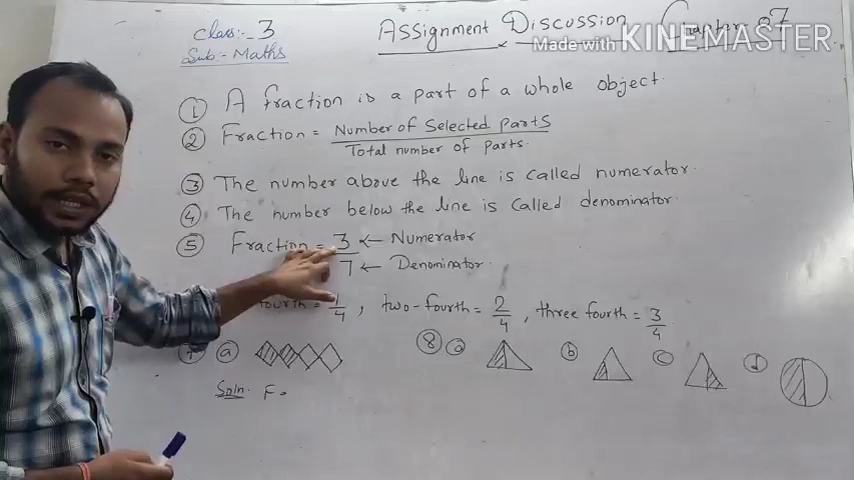 Class:- 3
Sub:- Maths
Assignment Discussion Chapter-07
Made with KINEMASTER
① A fraction is a part of a whole object.
② Fraction = Number of Selected Parts
Total number of parts.
③ The number above the line is called numerator.
④ The number below the line is called denominator.
⑤ Fraction = 3 ← Numerator
7 ← Denominator.
fourth = 1/4, two-fourth = 2/4, three fourth = 3/4
ⓐ
⑧ ⓐ ⓑ ⓒ ⓓ
Soln. F =